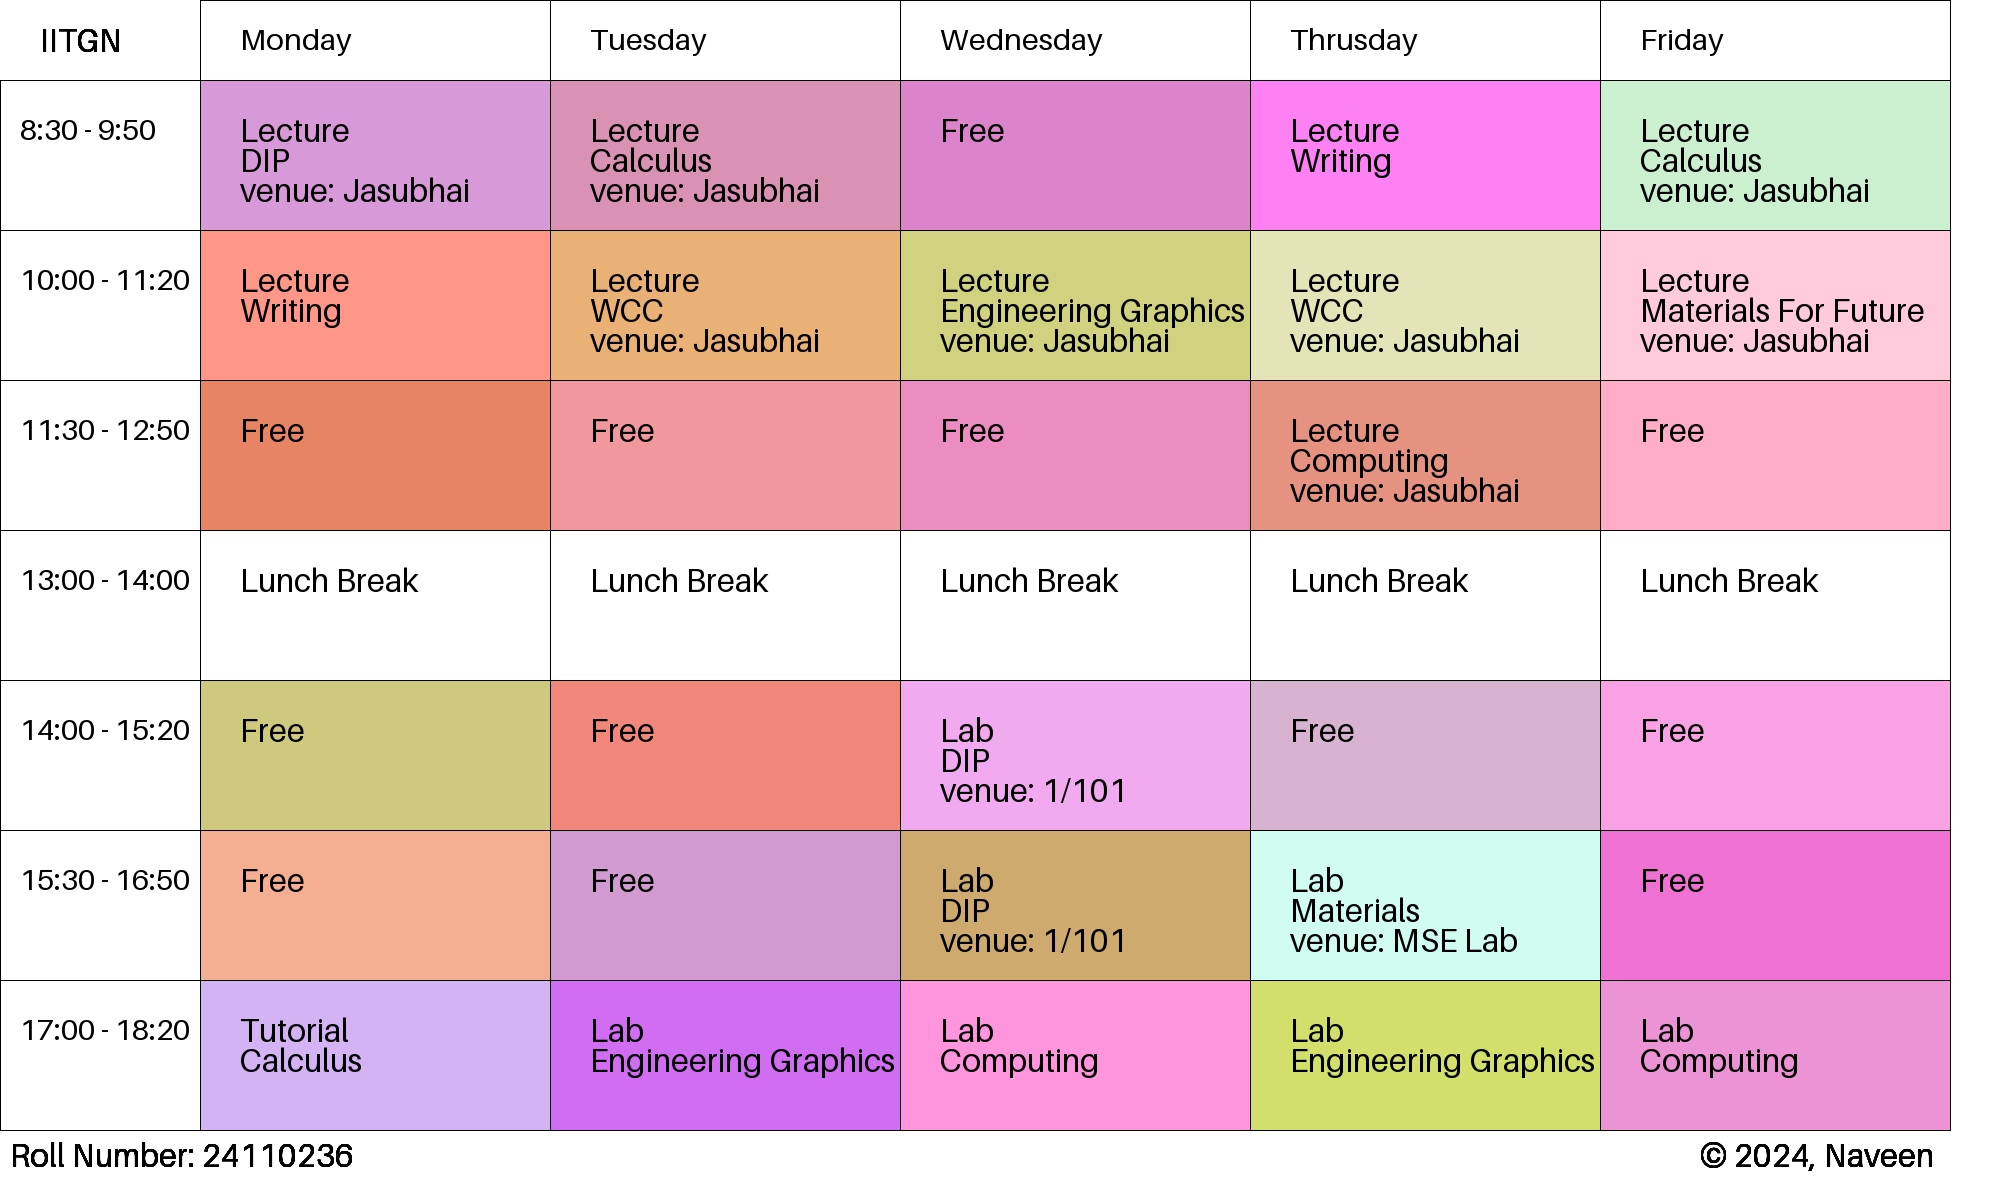 IITGN Monday Tuesday Wednesday Thrusday Friday
8:30 - 9:50
Lecture
DIP
venue: Jasubhai
Lecture
Calculus
venue: Jasubhai
Free
Lecture
Writing
Lecture
Calculus
venue: Jasubhai
10:00 - 11:20
Lecture
Writing
Lecture
WCC
venue: Jasubhai
Lecture
Engineering Graphics
venue: Jasubhai
Lecture
WCC
venue: Jasubhai
Lecture
Materials For Future
venue: Jasubhai
11:30 - 12:50
Free
Free
Free
Lecture
Computing
venue: Jasubhai
Free
13:00 - 14:00
Lunch Break
Lunch Break
Lunch Break
Lunch Break
Lunch Break
14:00 - 15:20
Free
Free
Lab
DIP
venue: 1/101
Free
Free
15:30 - 16:50
Free
Free
Lab
DIP
venue: 1/101
Lab
Materials
venue: MSE Lab
Free
17:00 - 18:20
Tutorial
Calculus
Lab
Engineering Graphics
Lab
Computing
Lab
Engineering Graphics
Lab
Computing
Roll Number: 24110236
© 2024, Naveen